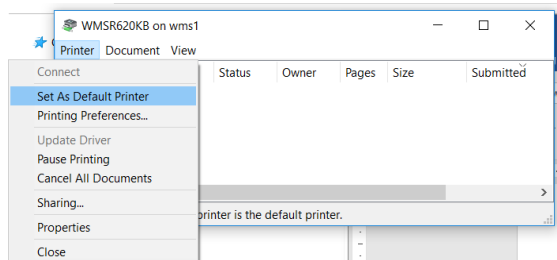 WMSR620KB on wms1
Printer Document View
Status Owner Pages Size Submitted
Connect
Set As Default Printer
Printing Preferences...
Update Driver
Pause Printing
Cancel All Documents
Sharing...
Properties
Close
printer is the default printer.